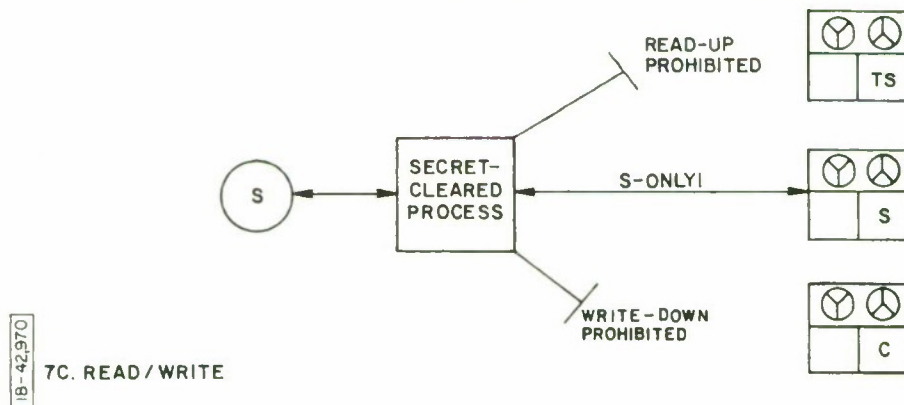 READ-UP
PROHIBITED
TS
SECRET-
CLEARED
PROCESS
S
S-ONLY!
S
WRITE-DOWN
PROHIBITED
C
18-42,970
7C. READ/WRITE